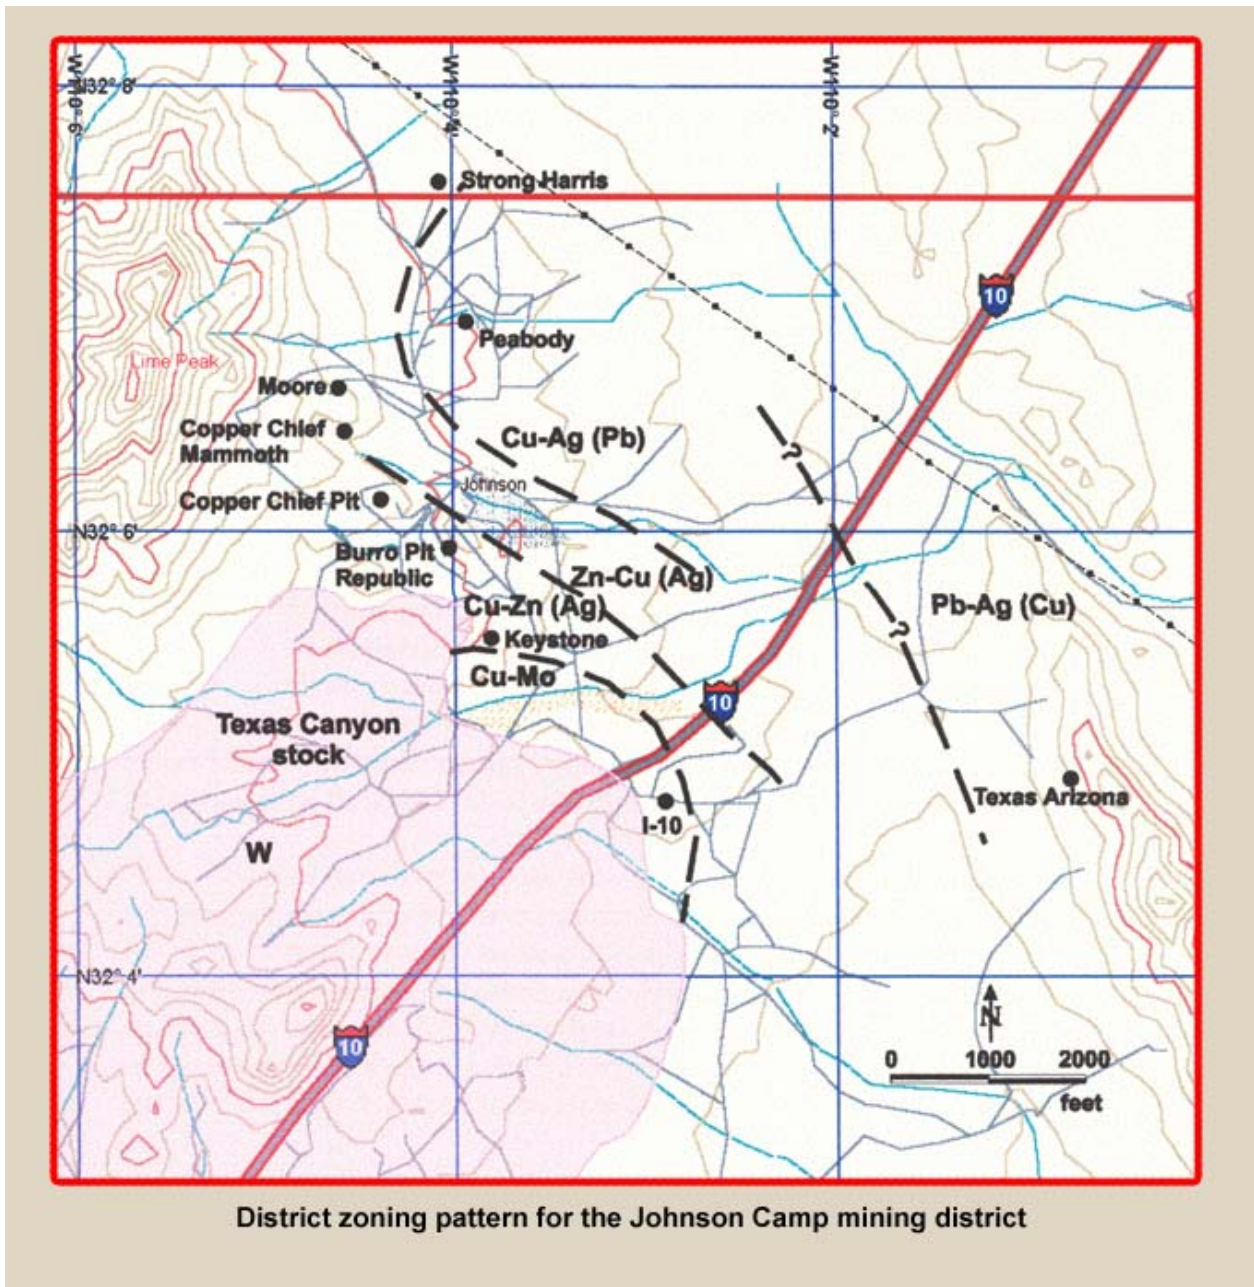 W110° 6'
W110° 4'
W110° 2'
N32° 8'
Strong Harris
10
Peabody
Lime Peak
Moore
Copper Chief
Mammoth
Cu-Ag (Pb)
?
Johnson
Copper Chief Pit
N32° 6'
Burro Pit
Republic
Zn-Cu (Ag)
Cu-Zn (Ag)
Pb-Ag (Cu)
?
Keystone
Cu-Mo
10
Texas Canyon
stock
Texas Arizona
I-10
W
N32° 4'
N
10
0 1000 2000
feet
District zoning pattern for the Johnson Camp mining district